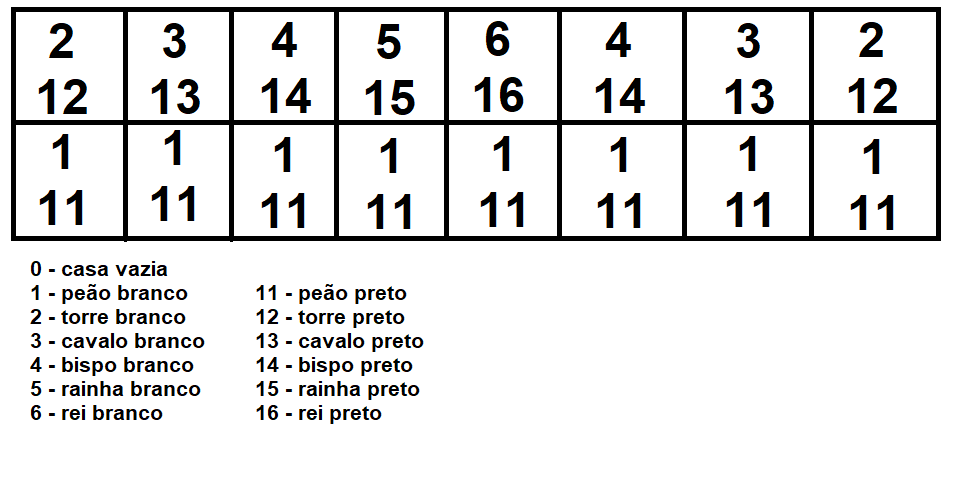 2 3 4 5 6 4 3 2
12 13 14 15 16 14 13 12
1 1 1 1 1 1 1 1
11 11 11 11 11 11 11 11
0 - casa vazia
1 - peão branco 11 - peão preto
2 - torre branco 12 - torre preto
3 - cavalo branco 13 - cavalo preto
4 - bispo branco 14 - bispo preto
5 - rainha branco 15 - rainha preto
6 - rei branco 16 - rei preto